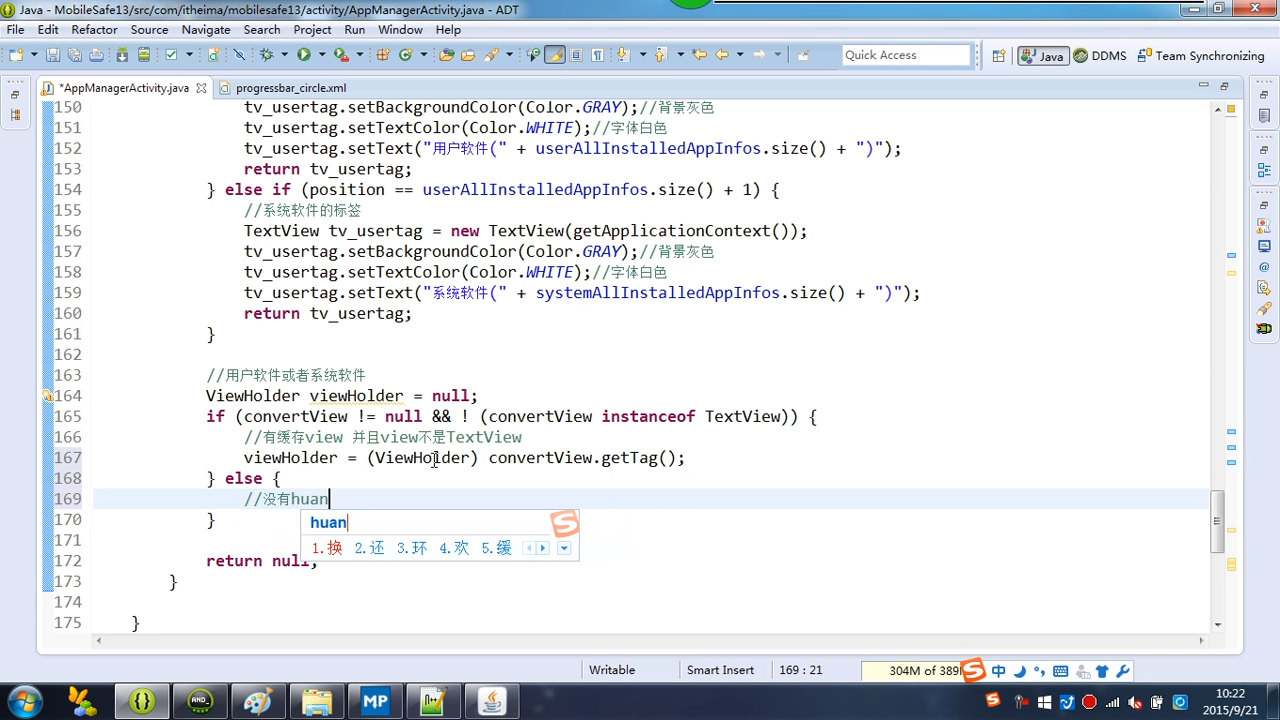 Java - MobileSafe13/src/com/itheima/mobilesafe13/activity/AppManagerActivity.java - ADT
File Edit Refactor Source Navigate Search Project Run Window Help
Quick Access Java DDMS Team Synchronizing
*AppManagerActivity.java progressbar_circle.xml
150 tv_usertag.setBackgroundColor(Color.GRAY);//背景灰色
151 tv_usertag.setTextColor(Color.WHITE);//字体白色
152 tv_usertag.setText("用户软件(" + userAllInstalledAppInfos.size() + ")");
153 return tv_usertag;
154 } else if (position == userAllInstalledAppInfos.size() + 1) {
155 //系统软件的标签
156 TextView tv_usertag = new TextView(getApplicationContext());
157 tv_usertag.setBackgroundColor(Color.GRAY);//背景灰色
158 tv_usertag.setTextColor(Color.WHITE);//字体白色
159 tv_usertag.setText("系统软件(" + systemAllInstalledAppInfos.size() + ")");
160 return tv_usertag;
161 }
162
163 //用户软件或者系统软件
164 ViewHolder viewHolder = null;
165 if (convertView != null && ! (convertView instanceof TextView)) {
166 //有缓存view 并且view不是TextView
167 viewHolder = (ViewHolder) convertView.getTag();
168 } else {
169 //没有huan
170 }
huan
1.换 2.还 3.环 4.欢 5.缓
171
172 return null;
173 }
174
175 }
Writable Smart Insert 169 : 21 304M of 389M
中
AND_ MP
10:22
2015/9/21